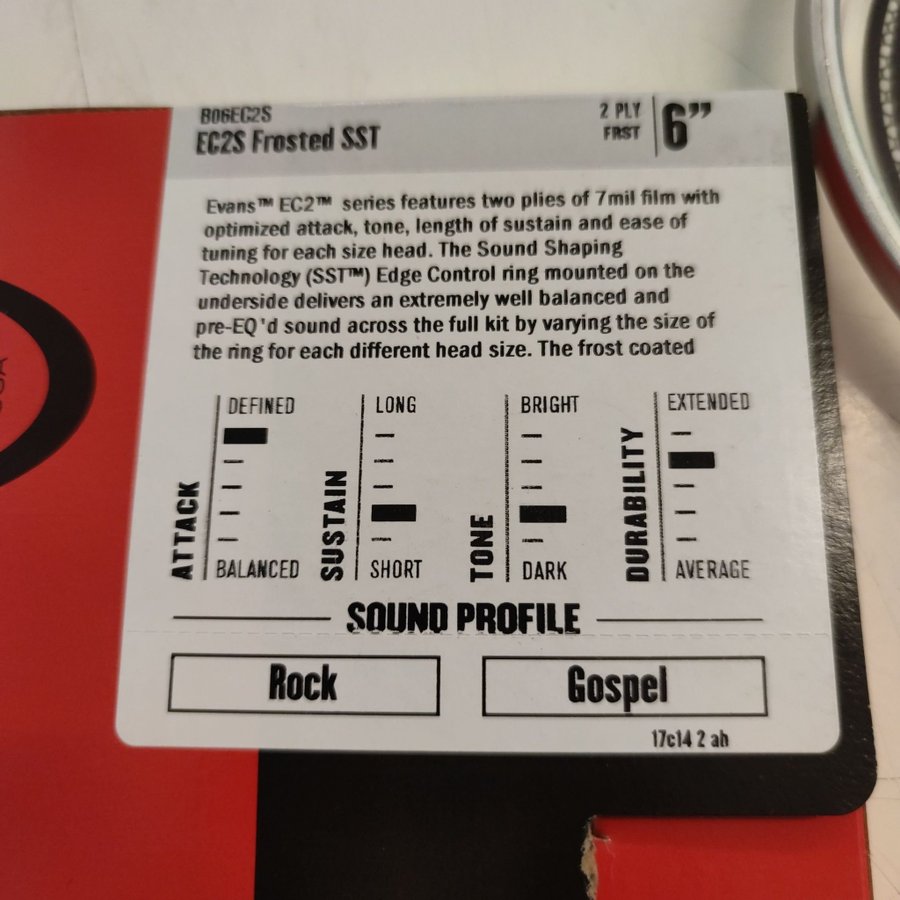 B06EC2S
EC2S Frosted SST
2 PLY
FRST
6”
Evans™ EC2™ series features two plies of 7mil film with
optimized attack, tone, length of sustain and ease of
tuning for each size head. The Sound Shaping
Technology (SST™) Edge Control ring mounted on the
underside delivers an extremely well balanced and
pre-EQ'd sound across the full kit by varying the size of
the ring for each different head size. The frost coated
ATTACK
DEFINED
BALANCED
SUSTAIN
LONG
SHORT
TONE
BRIGHT
DARK
DURABILITY
EXTENDED
AVERAGE
SOUND PROFILE
Rock
Gospel
17c14 2 ah